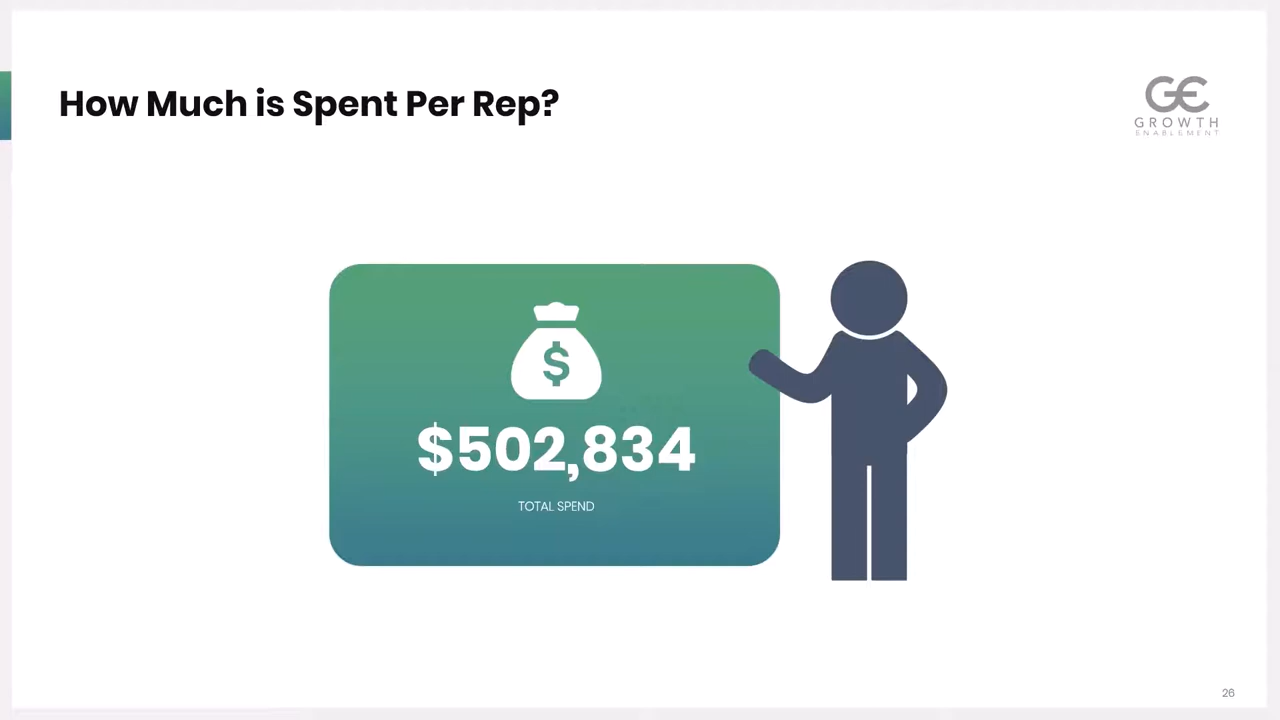 How Much is Spent Per Rep?
GE
GROWTH
ENABLEMENT
$
$502,834
TOTAL SPEND
26